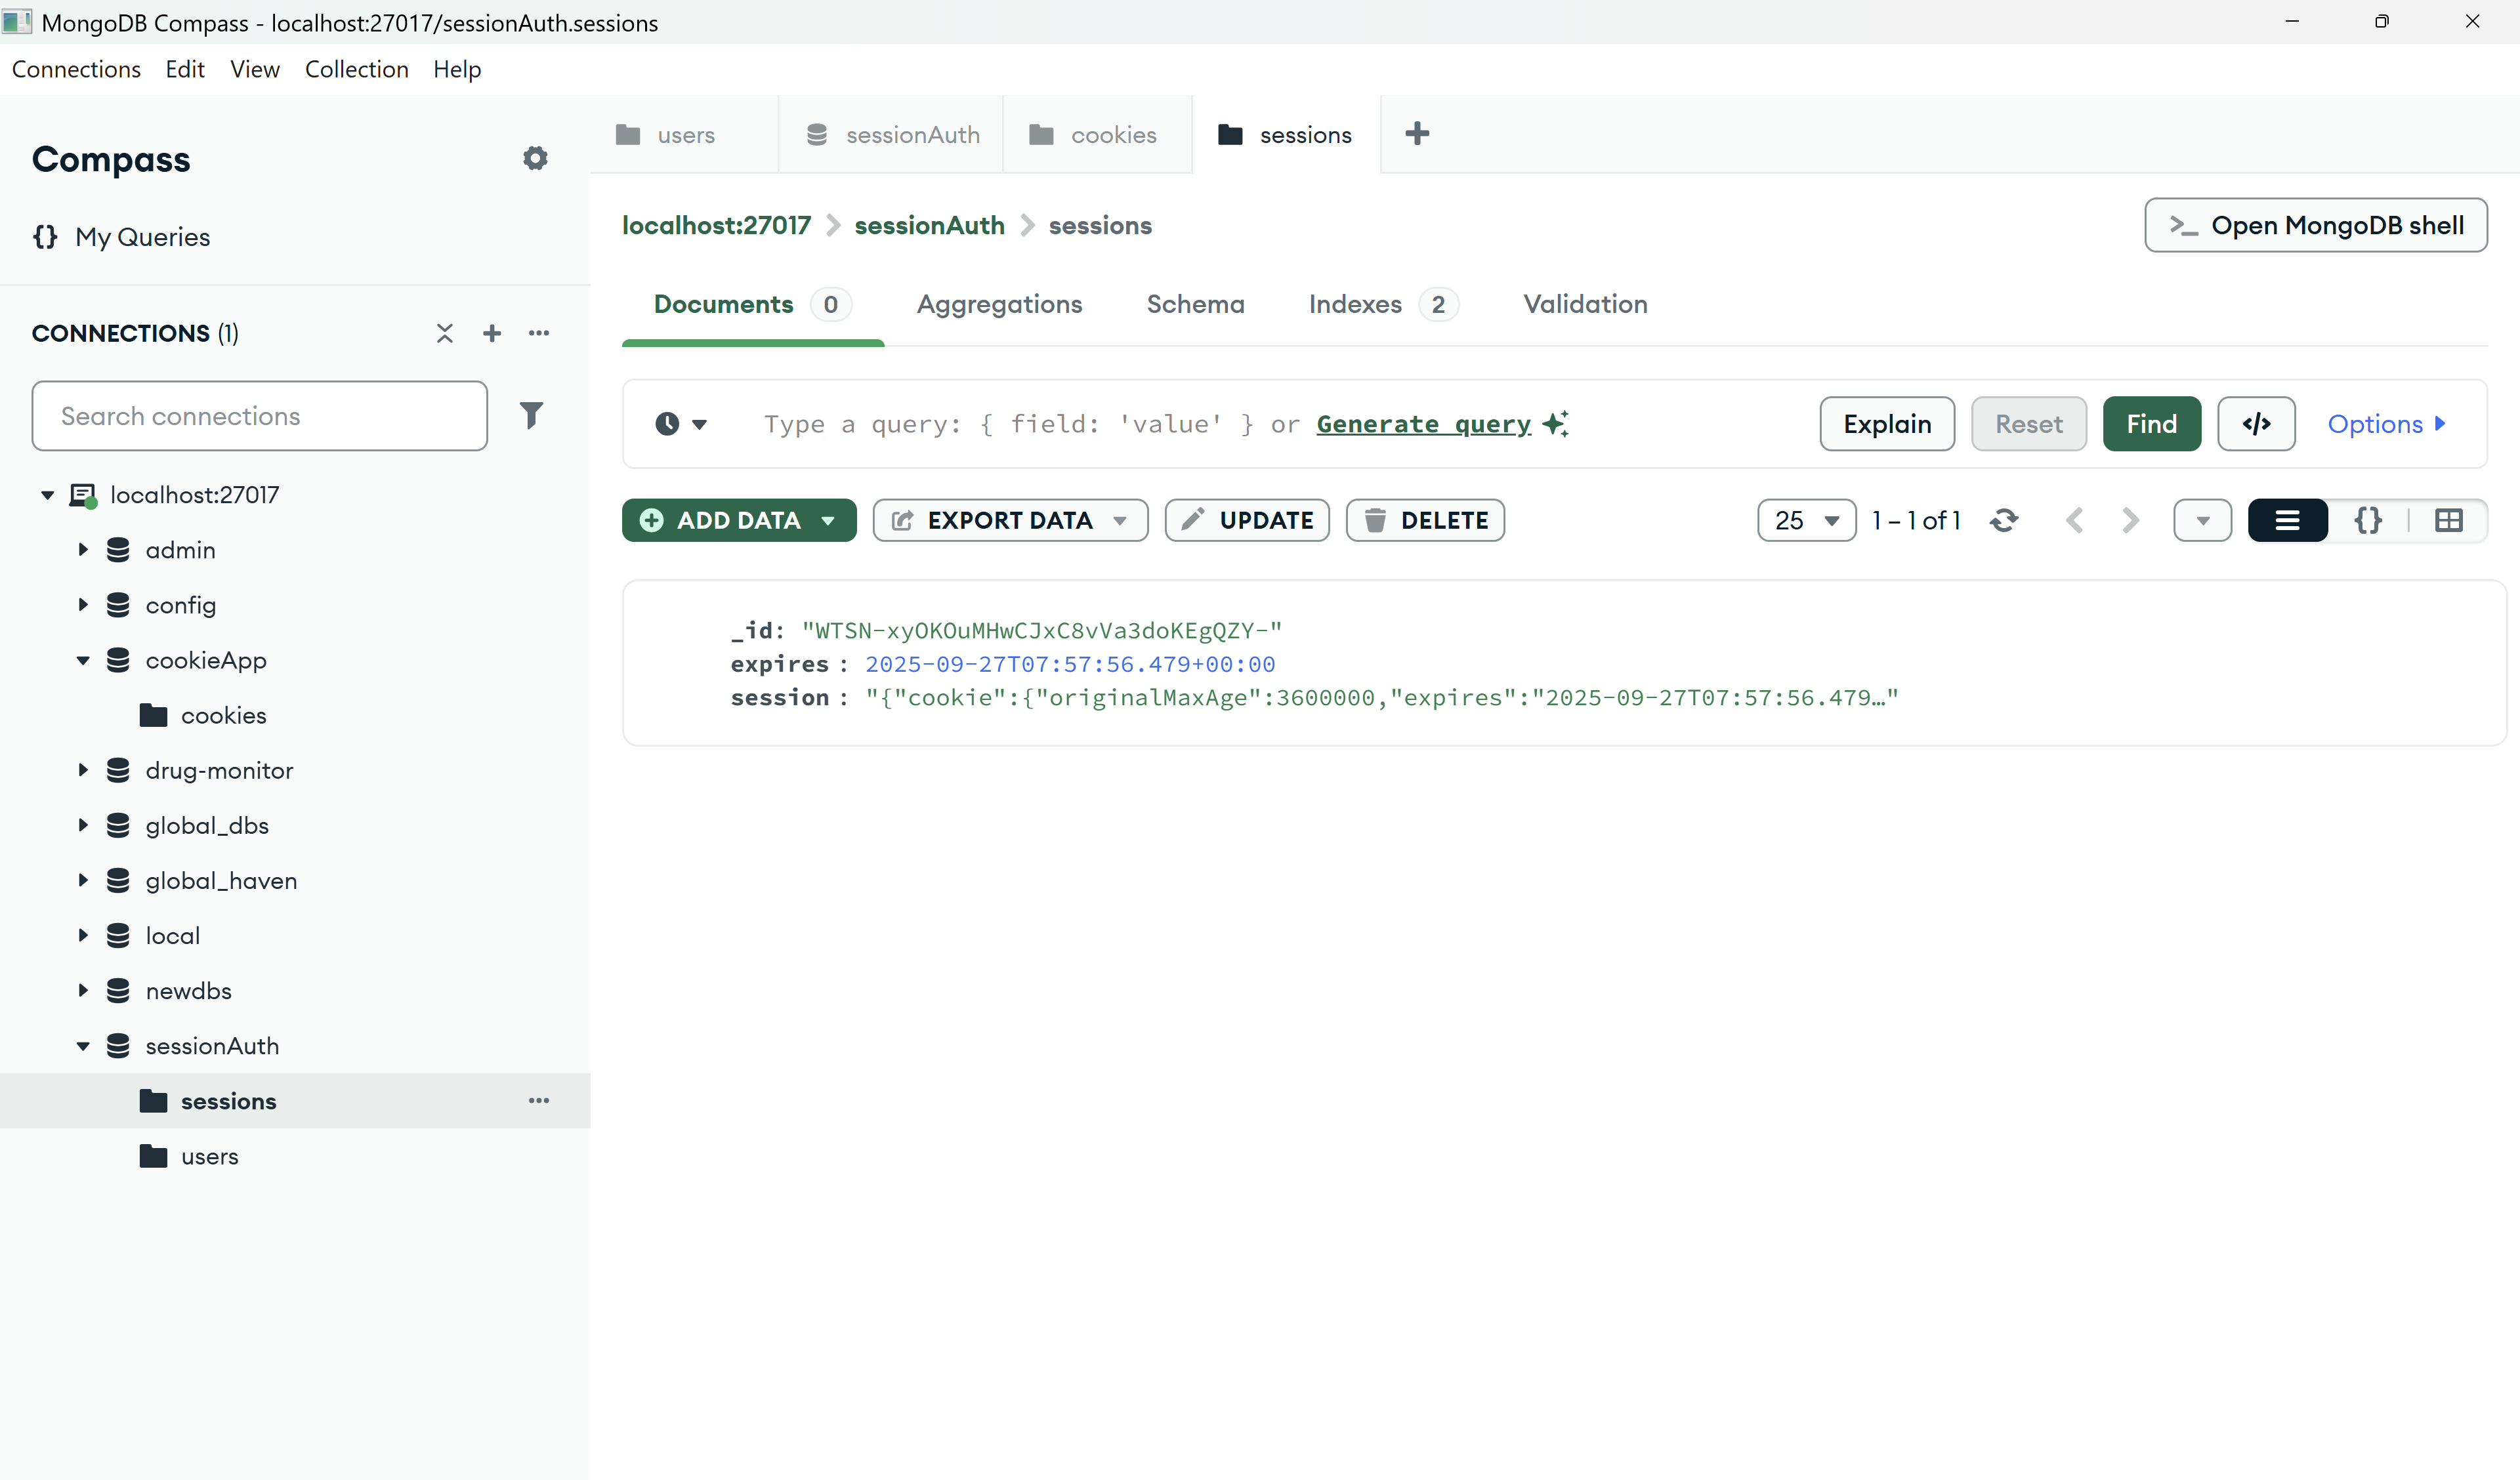 MongoDB Compass - localhost:27017/sessionAuth.sessions
Connections Edit View Collection Help
Compass
{} My Queries
CONNECTIONS (1)
Search connections
localhost:27017
admin
config
cookieApp
cookies
drug-monitor
global_dbs
global_haven
local
newdbs
sessionAuth
sessions
users
users sessionAuth cookies sessions
localhost:27017 > sessionAuth > sessions
>_ Open MongoDB shell
Documents 0 Aggregations Schema Indexes 2 Validation
Type a query: { field: 'value' } or Generate query
Explain Reset Find </> Options
ADD DATA EXPORT DATA UPDATE DELETE
25 1 – 1 of 1 {}
_id: "WTSN-xyOKOuMHwCJxC8vVa3doKEgQZY-"
expires : 2025-09-27T07:57:56.479+00:00
session : "{"cookie":{"originalMaxAge":3600000,"expires":"2025-09-27T07:57:56.479…"